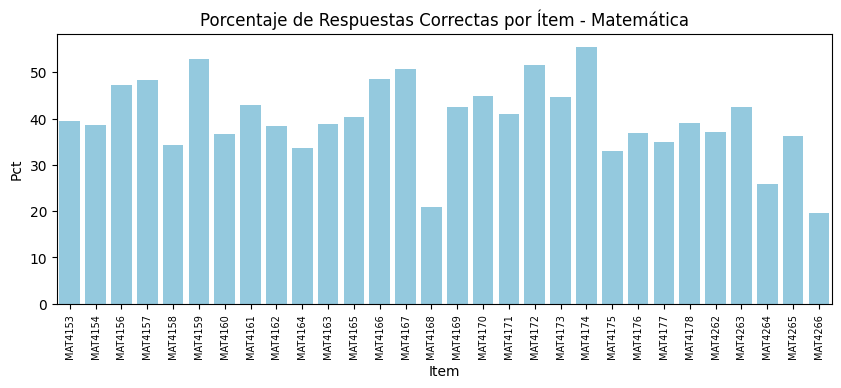 Porcentaje de Respuestas Correctas por Ítem - Matemática
Pct
50
40
30
20
10
0
MAT4153
MAT4154
MAT4156
MAT4157
MAT4158
MAT4159
MAT4160
MAT4161
MAT4162
MAT4164
MAT4163
MAT4165
MAT4166
MAT4167
MAT4168
MAT4169
MAT4170
MAT4171
MAT4172
MAT4173
MAT4174
MAT4175
MAT4176
MAT4177
MAT4178
MAT4262
MAT4263
MAT4264
MAT4265
MAT4266
Item